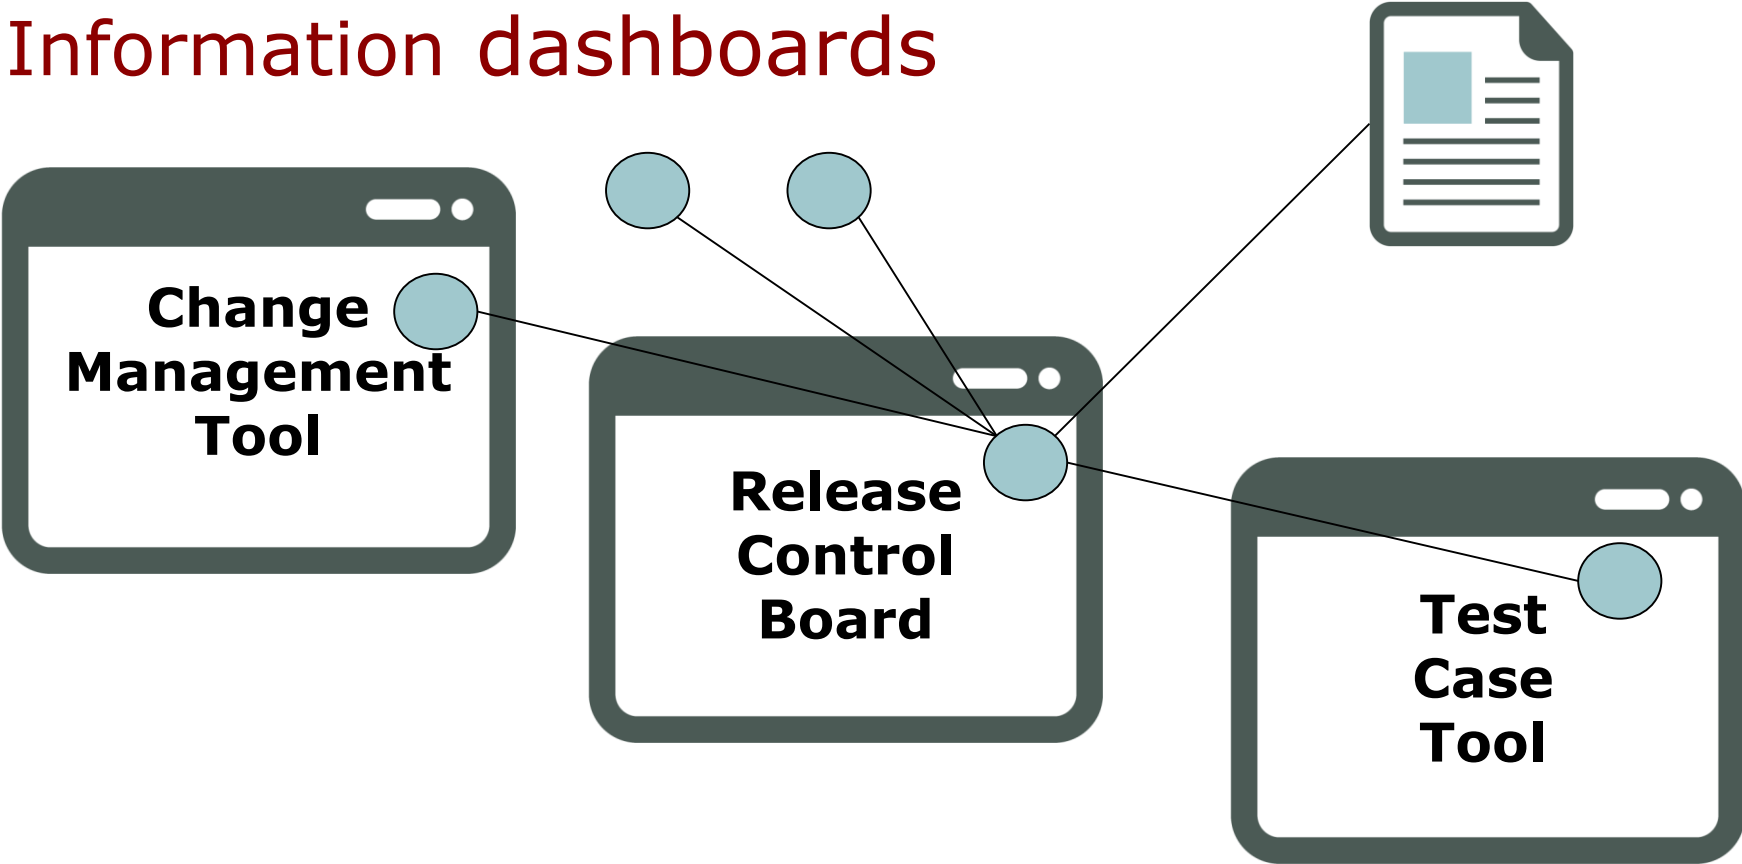 Information dashboards
Change
Management
Tool
Release
Control
Board
Test
Case
Tool